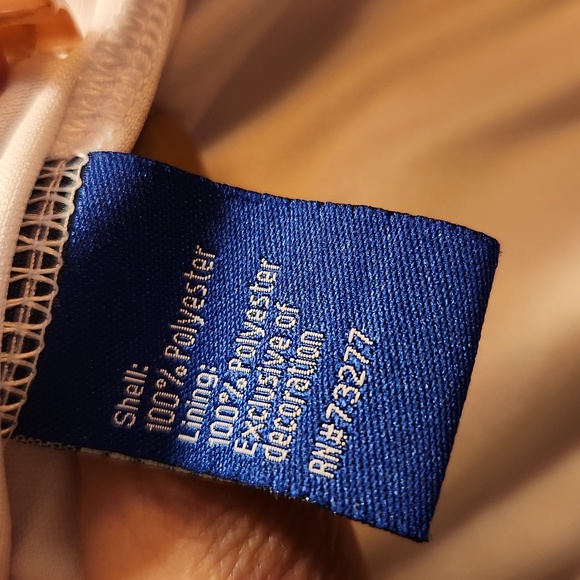 Shell:
100% Polyester
Lining:
100% Polyester
Exclusive of
decoration
RN#73277